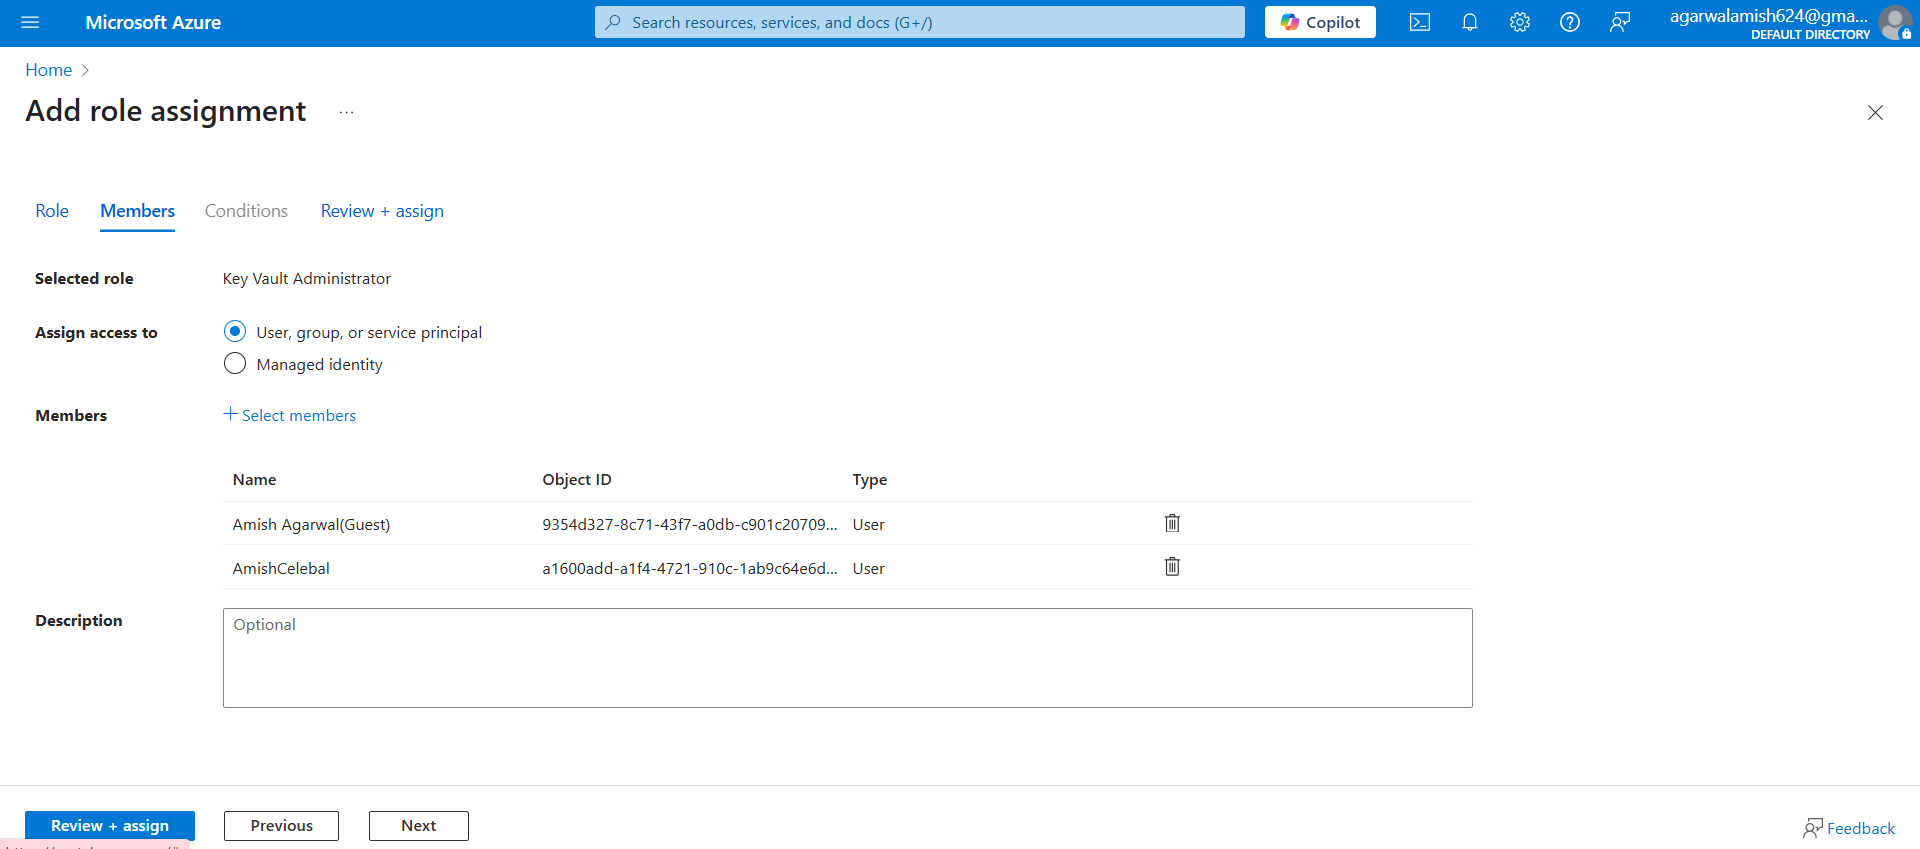 Microsoft Azure
Search resources, services, and docs (G+/)
Copilot
agarwalamish624@gma...
DEFAULT DIRECTORY
Home
Add role assignment
...
Role Members Conditions Review + assign
Selected role Key Vault Administrator
Assign access to User, group, or service principal
Managed identity
Members + Select members
Name Object ID Type
Amish Agarwal(Guest) 9354d327-8c71-43f7-a0db-c901c20709... User
AmishCelebal a1600add-a1f4-4721-910c-1ab9c64e6d... User
Description Optional
Review + assign Previous Next
Feedback